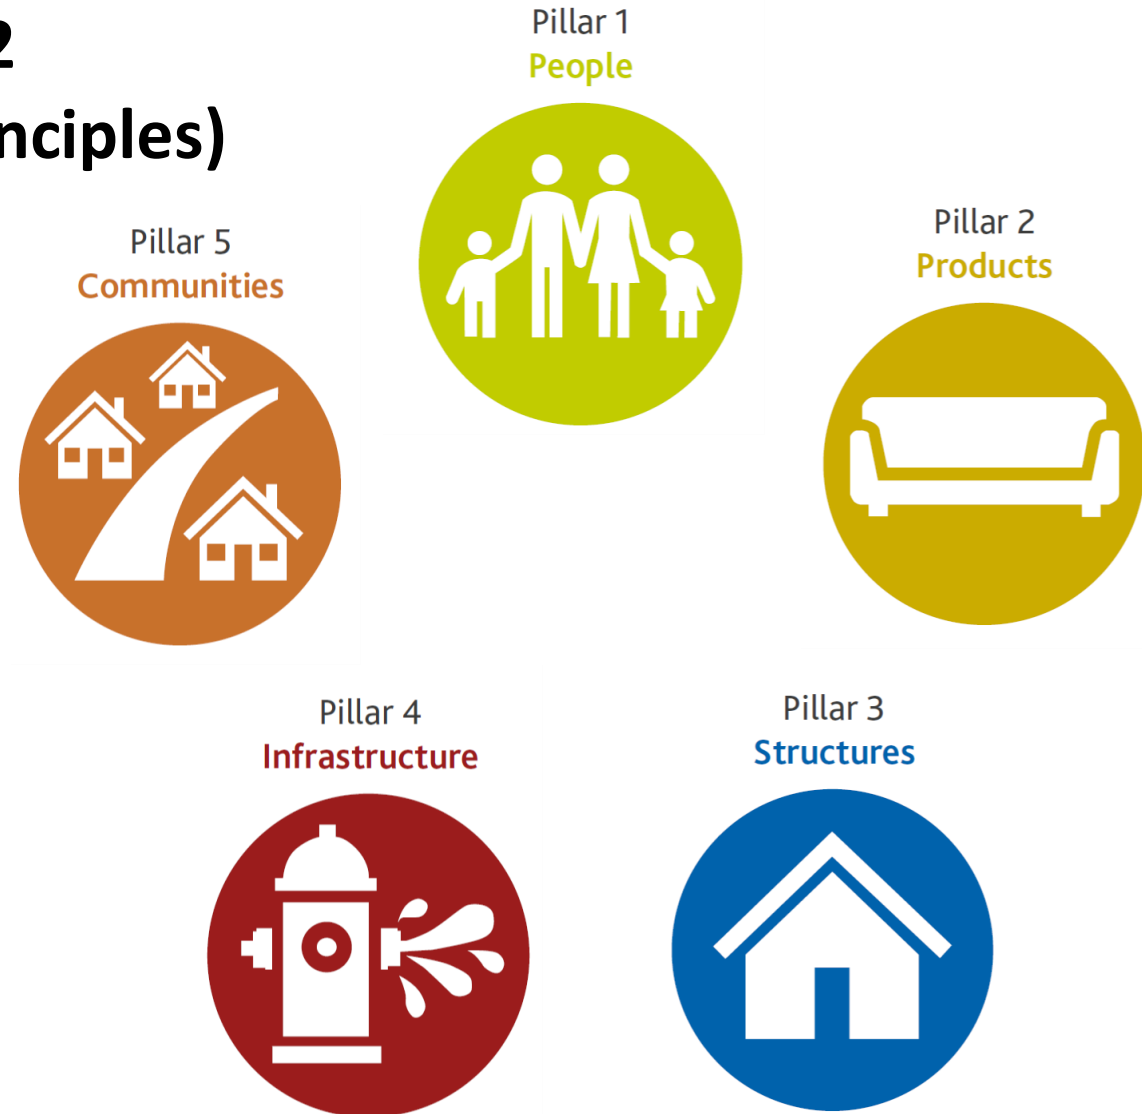 2
nciples)
Pillar 1
People
Pillar 2
Products
Pillar 5
Communities
Pillar 4
Infrastructure
Pillar 3
Structures